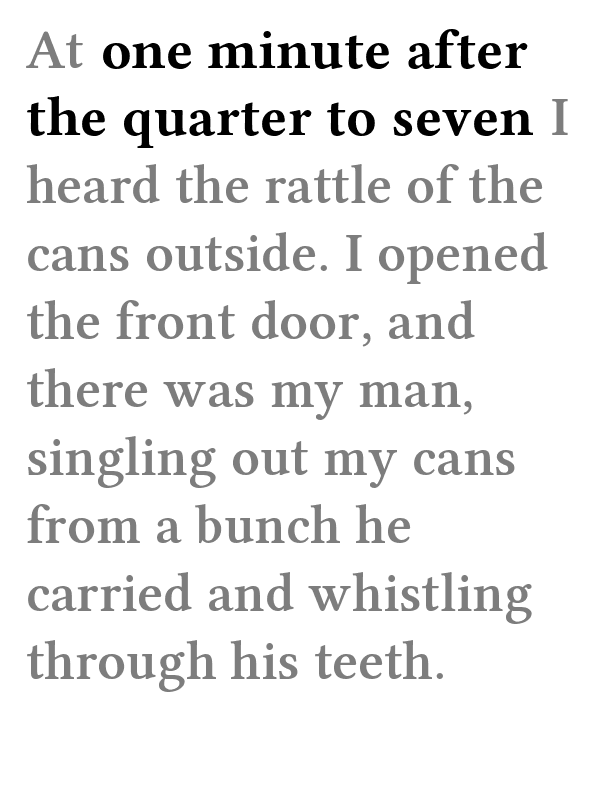 At one minute after
the quarter to seven I
heard the rattle of the
cans outside. I opened
the front door, and
there was my man,
singling out my cans
from a bunch he
carried and whistling
through his teeth.